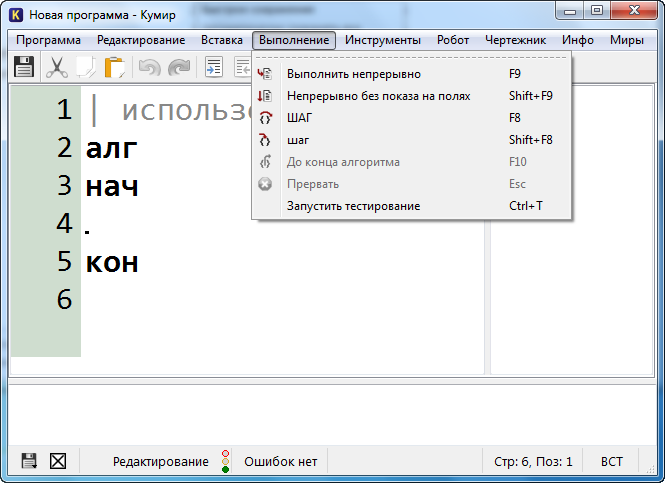 Новая программа - Кумир
Программа Редактирование Вставка Выполнение Инструменты Робот Чертежник Инфо Миры
Выполнить непрерывно F9
Непрерывно без показа на полях Shift+F9
ШАГ F8
шаг Shift+F8
До конца алгоритма F10
Прервать Esc
Запустить тестирование Ctrl+T
1 | использ
2 алг
3 нач
4 .
5 кон
6
Редактирование Ошибок нет Стр: 6, Поз: 1 ВСТ